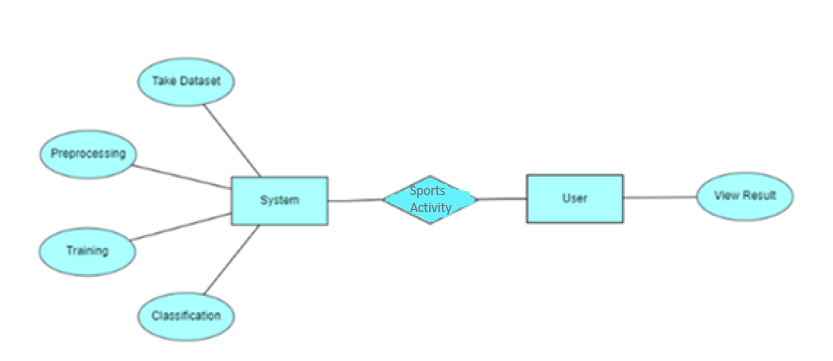 Take Dataset
Preprocessing
System
Sports
Activity
User
View Result
Training
Classification